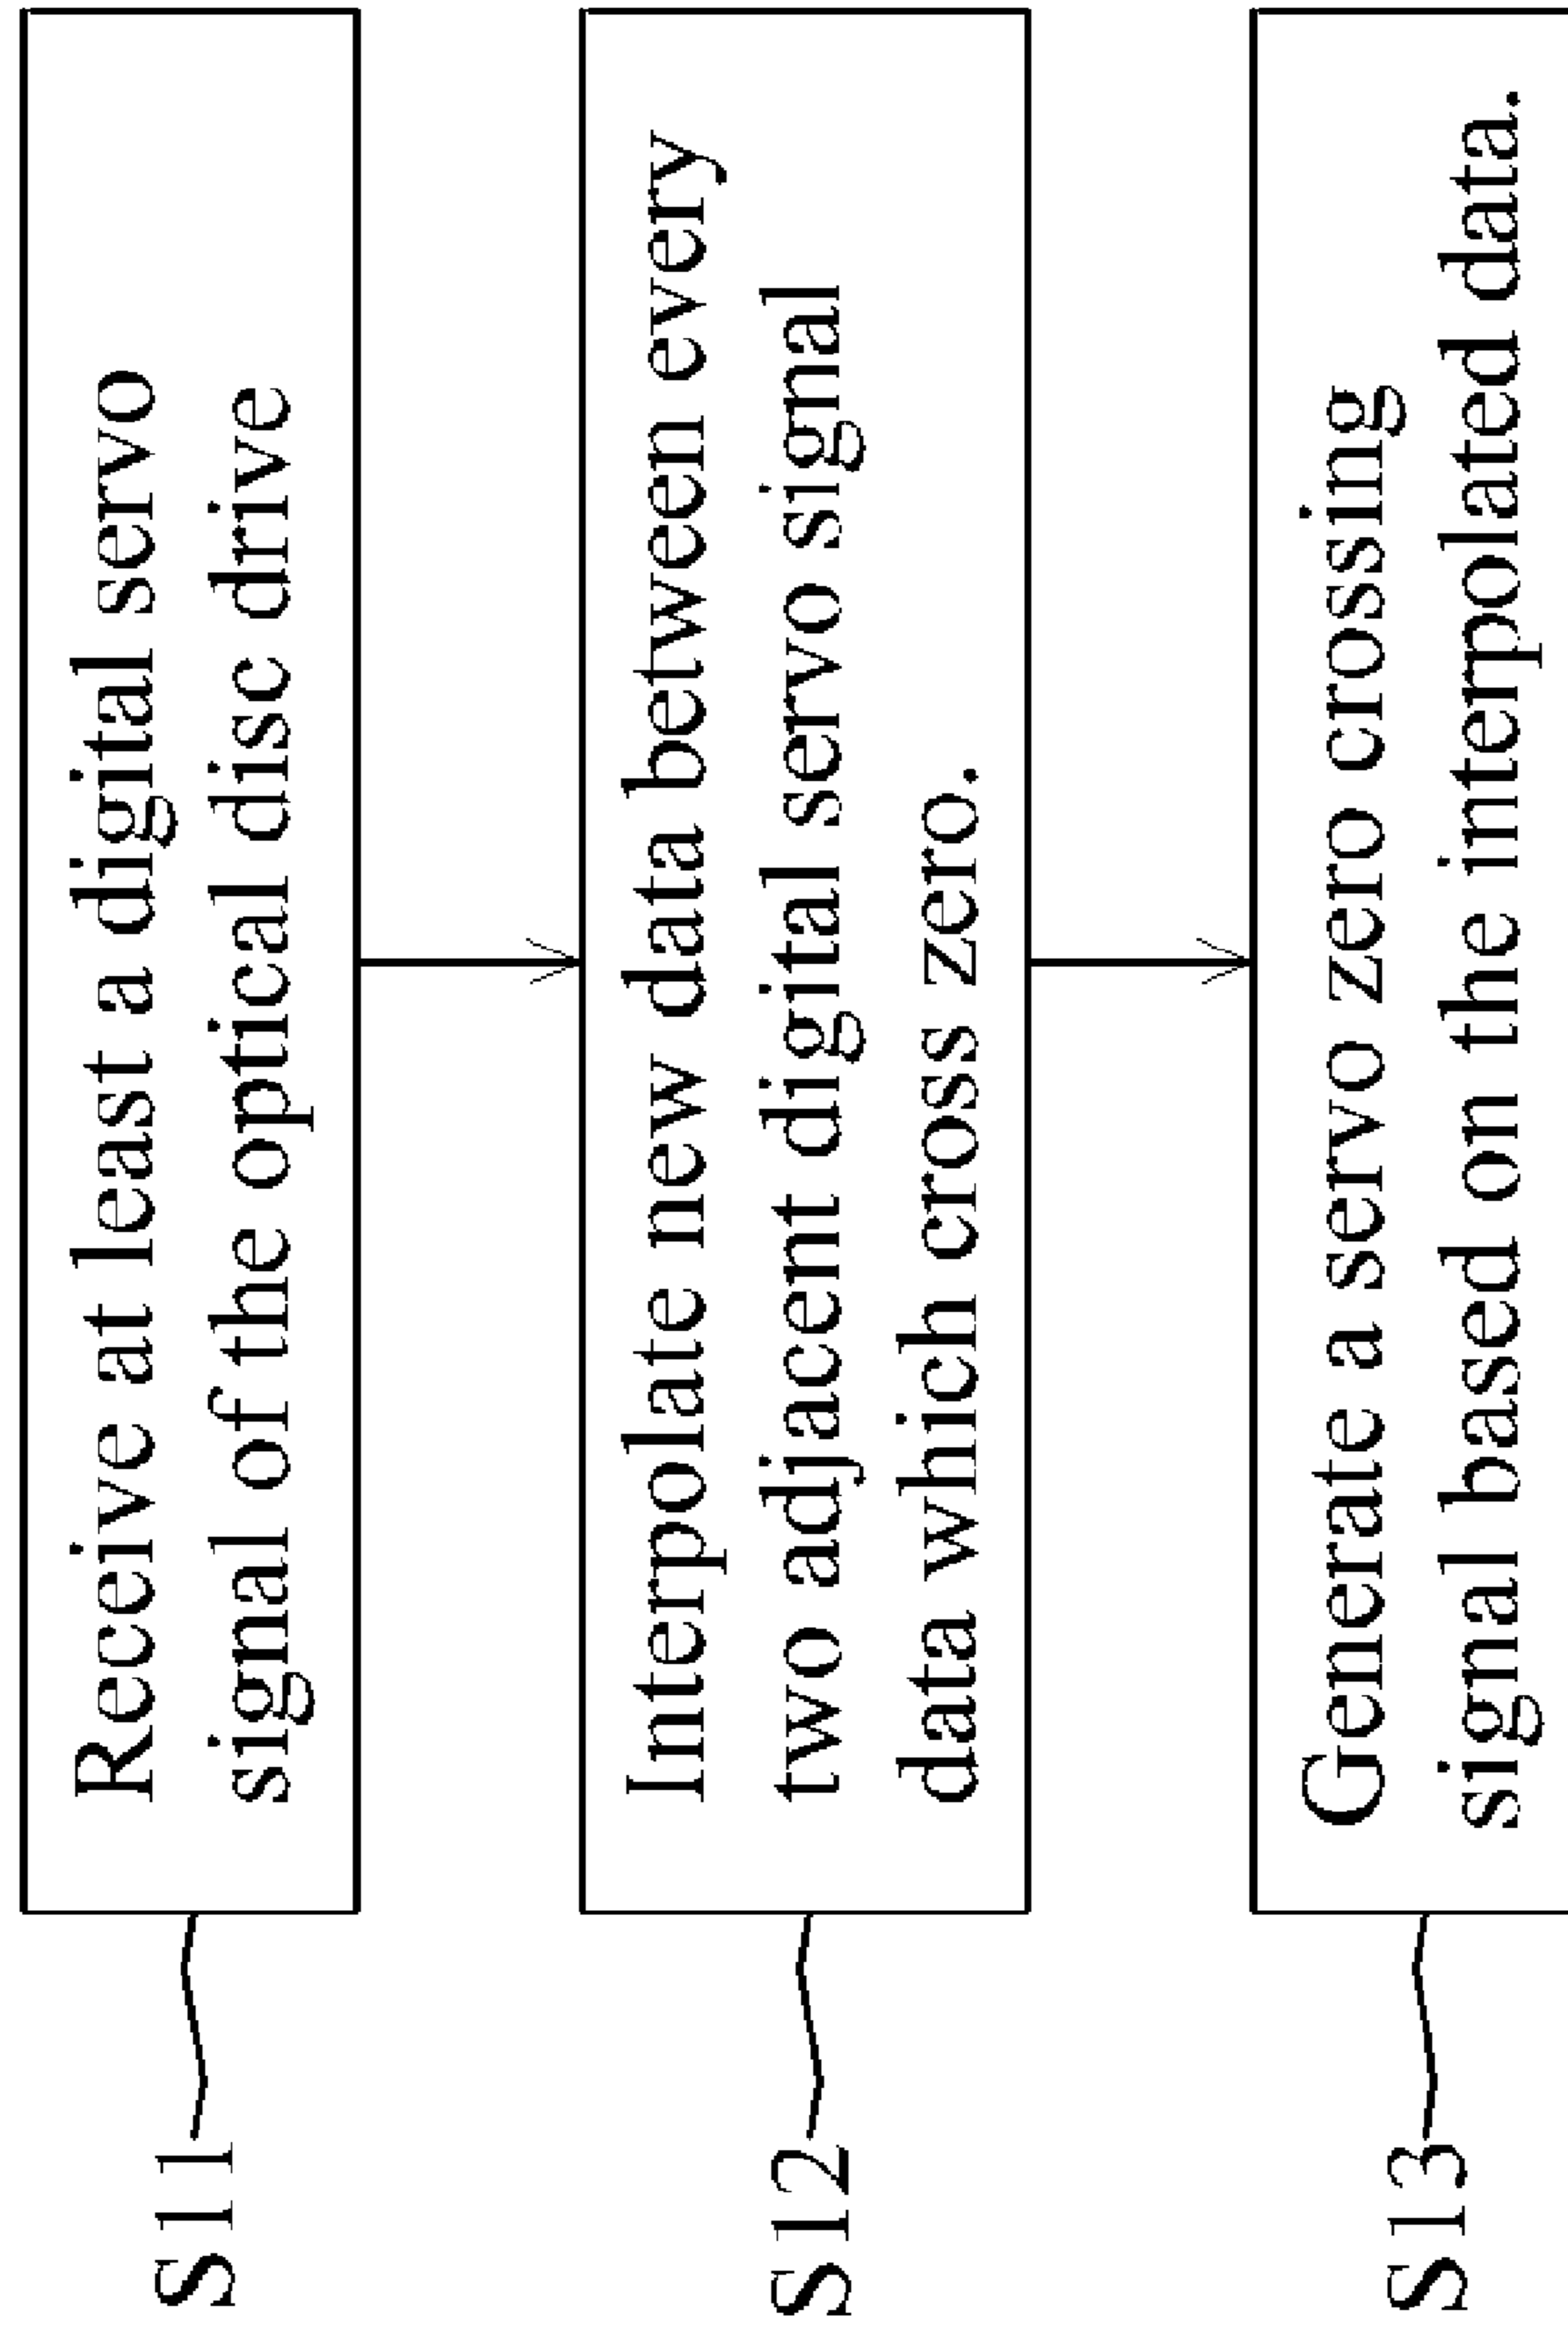 S11
Receive at least a digital servo
signal of the optical disc drive
S12
Interpolate new data between every
two adjacent digital servo signal
data which cross zero.
S13
Generate a servo zero crossing
signal based on the interpolated data.